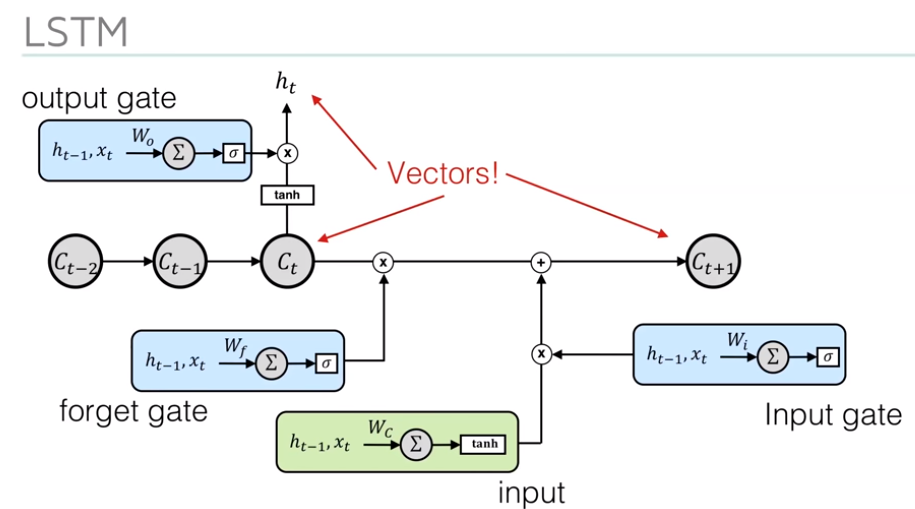 LSTM
h_t
output gate
h_{t-1}, x_t W_o Σ σ x
Vectors!
tanh
C_{t-2} C_{t-1} C_t x + C_{t+1}
h_{t-1}, x_t W_f Σ σ
x
h_{t-1}, x_t W_i Σ σ
forget gate
Input gate
h_{t-1}, x_t W_C Σ tanh
input